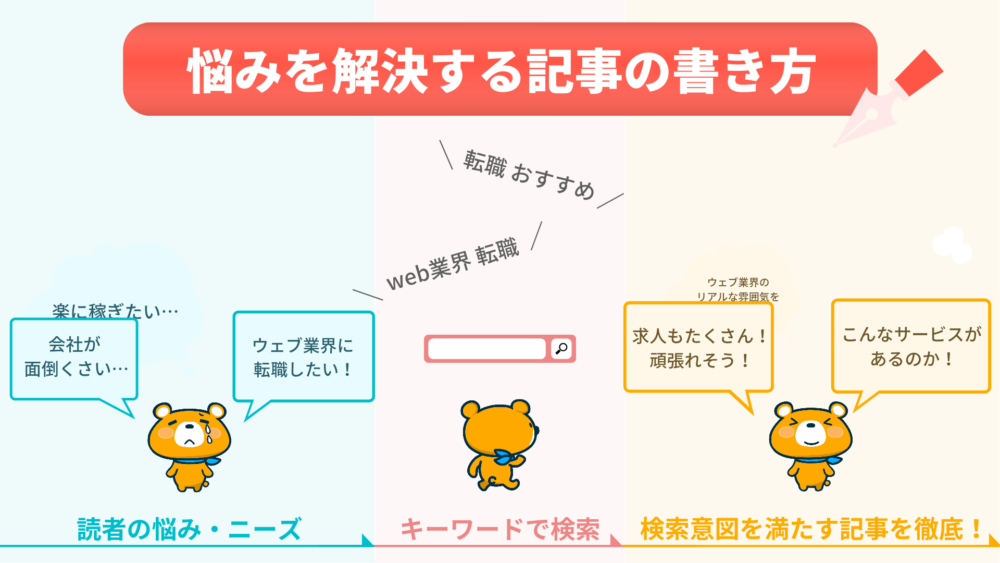 悩みを解決する記事の書き方
転職 おすすめ
web業界 転職
楽に稼ぎたい…
会社が
面倒くさい…
ウェブ業界に
転職したい！
ウェブ業界の
リアルな雰囲気を
求人もたくさん！
頑張れそう！
こんなサービスが
あるのか！
読者の悩み・ニーズ
キーワードで検索
検索意図を満たす記事を徹底！